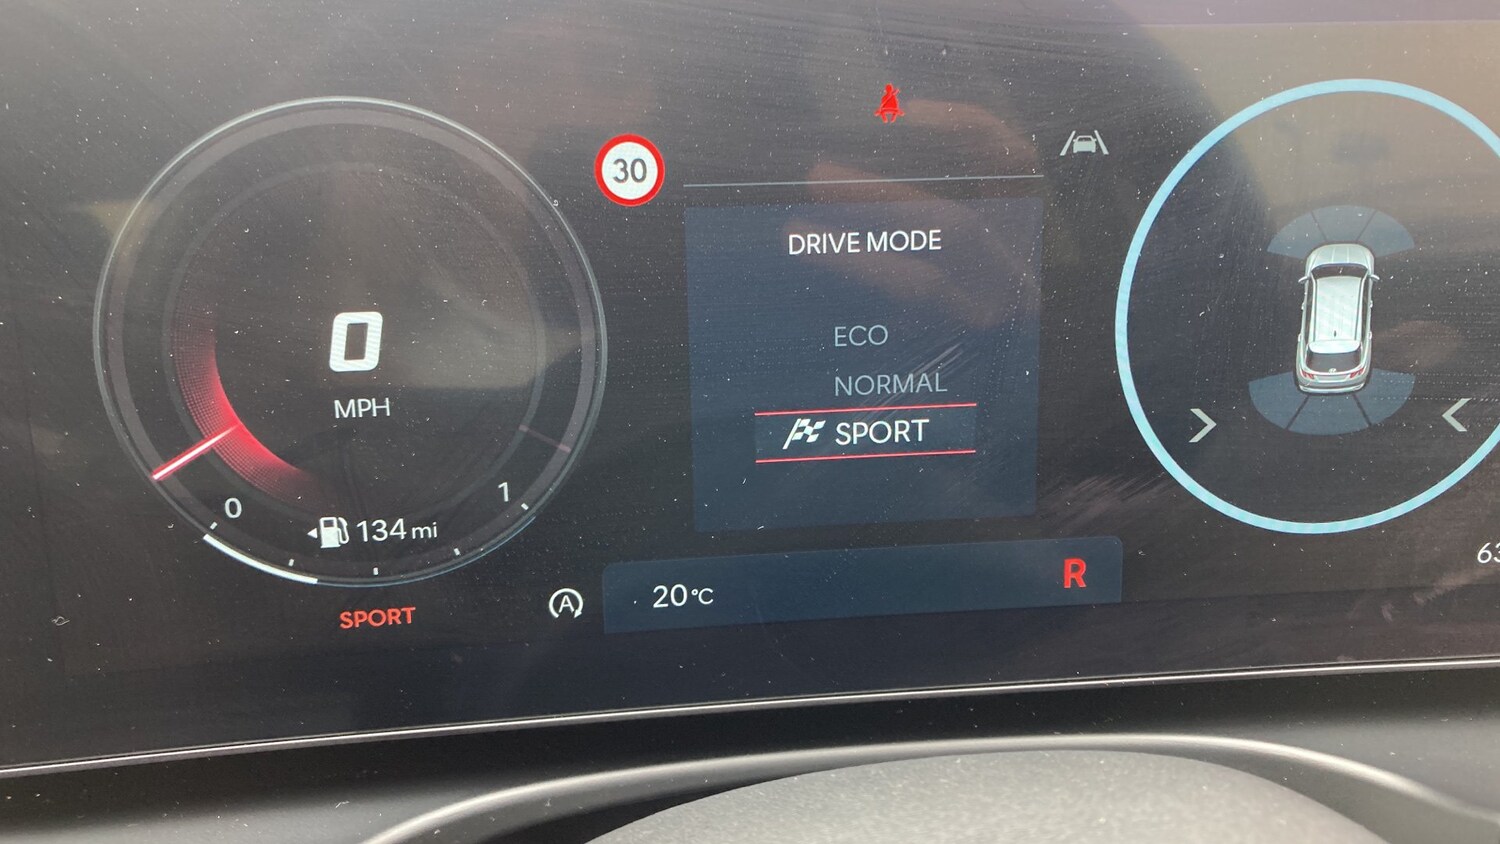 30
DRIVE MODE
ECO
NORMAL
SPORT
0
MPH
0
1
134 mi
SPORT
A
20°C
R